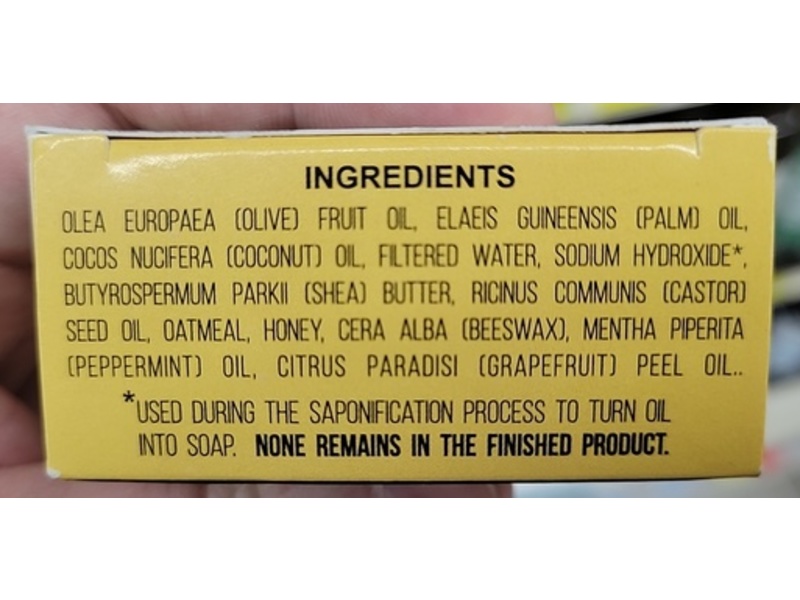 INGREDIENTS
OLEA EUROPAEA (OLIVE) FRUIT OIL, ELAEIS GUINEENSIS (PALM) OIL,
COCOS NUCIFERA (COCONUT) OIL, FILTERED WATER, SODIUM HYDROXIDE*,
BUTYROSPERMUM PARKII (SHEA) BUTTER, RICINUS COMMUNIS (CASTOR)
SEED OIL, OATMEAL, HONEY, CERA ALBA (BEESWAX), MENTHA PIPERITA
(PEPPERMINT) OIL, CITRUS PARADISI (GRAPEFRUIT) PEEL OIL..
*USED DURING THE SAPONIFICATION PROCESS TO TURN OIL
INTO SOAP. NONE REMAINS IN THE FINISHED PRODUCT.